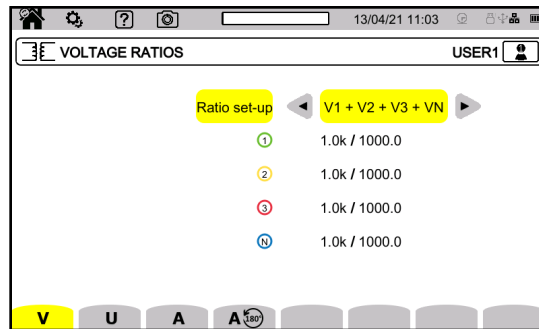 ? 13/04/21 11:03
VOLTAGE RATIOS USER1
Ratio set-up V1 + V2 + V3 + VN
1 1.0k / 1000.0
2 1.0k / 1000.0
3 1.0k / 1000.0
N 1.0k / 1000.0
V U A A 180°